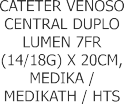 CATETER VENOSO
CENTRAL DUPLO
LUMEN 7FR
(14/18G) X 20CM,
MEDIKA /
MEDIKATH / HTS